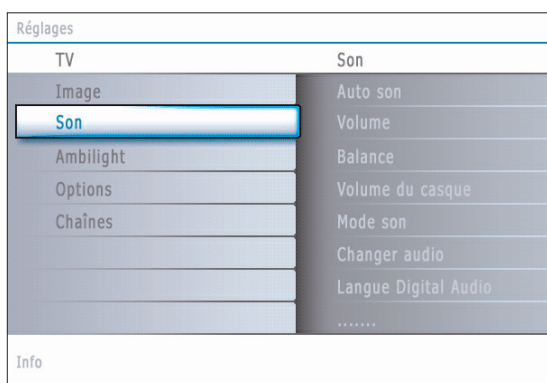 Réglages
TV
Son
Image
Auto son
Son
Volume
Ambilight
Balance
Options
Volume du casque
Chaînes
Mode son
Changer audio
Langue Digital Audio
.......
Info